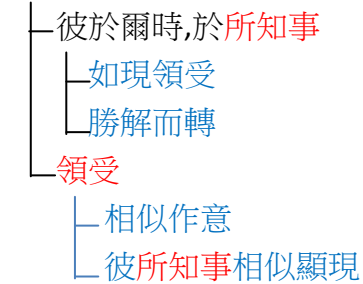 彼於爾時,於所知事
如現領受
勝解而轉
領受
相似作意
彼所知事相似顯現